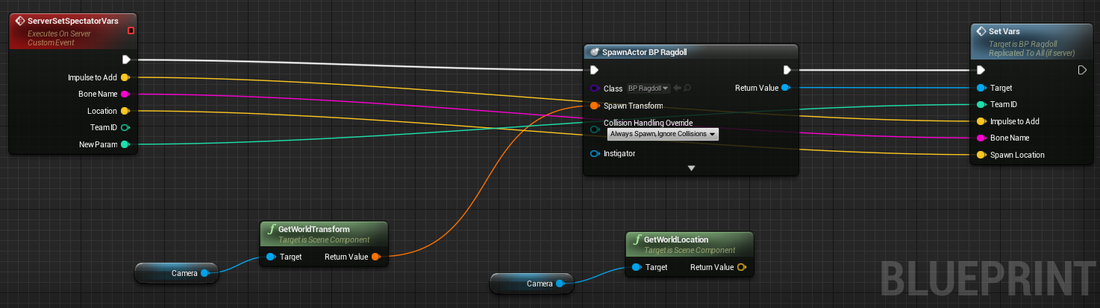 ServerSetSpectatorVars
Executes On Server
Custom Event
Impulse to Add
Bone Name
Location
Team ID
New Param
SpawnActor BP Ragdoll
Class BP Ragdoll Return Value
Spawn Transform
Collision Handling Override
Always Spawn, Ignore Collisions
Instigator
Set Vars
Target is BP Ragdoll
Replicated To All (if server)
Target
Team ID
Impulse to Add
Bone Name
Spawn Location
GetWorldTransform
Target is Scene Component
Target Return Value
Camera
GetWorldLocation
Target is Scene Component
Target Return Value
Camera
BLUEPRINT